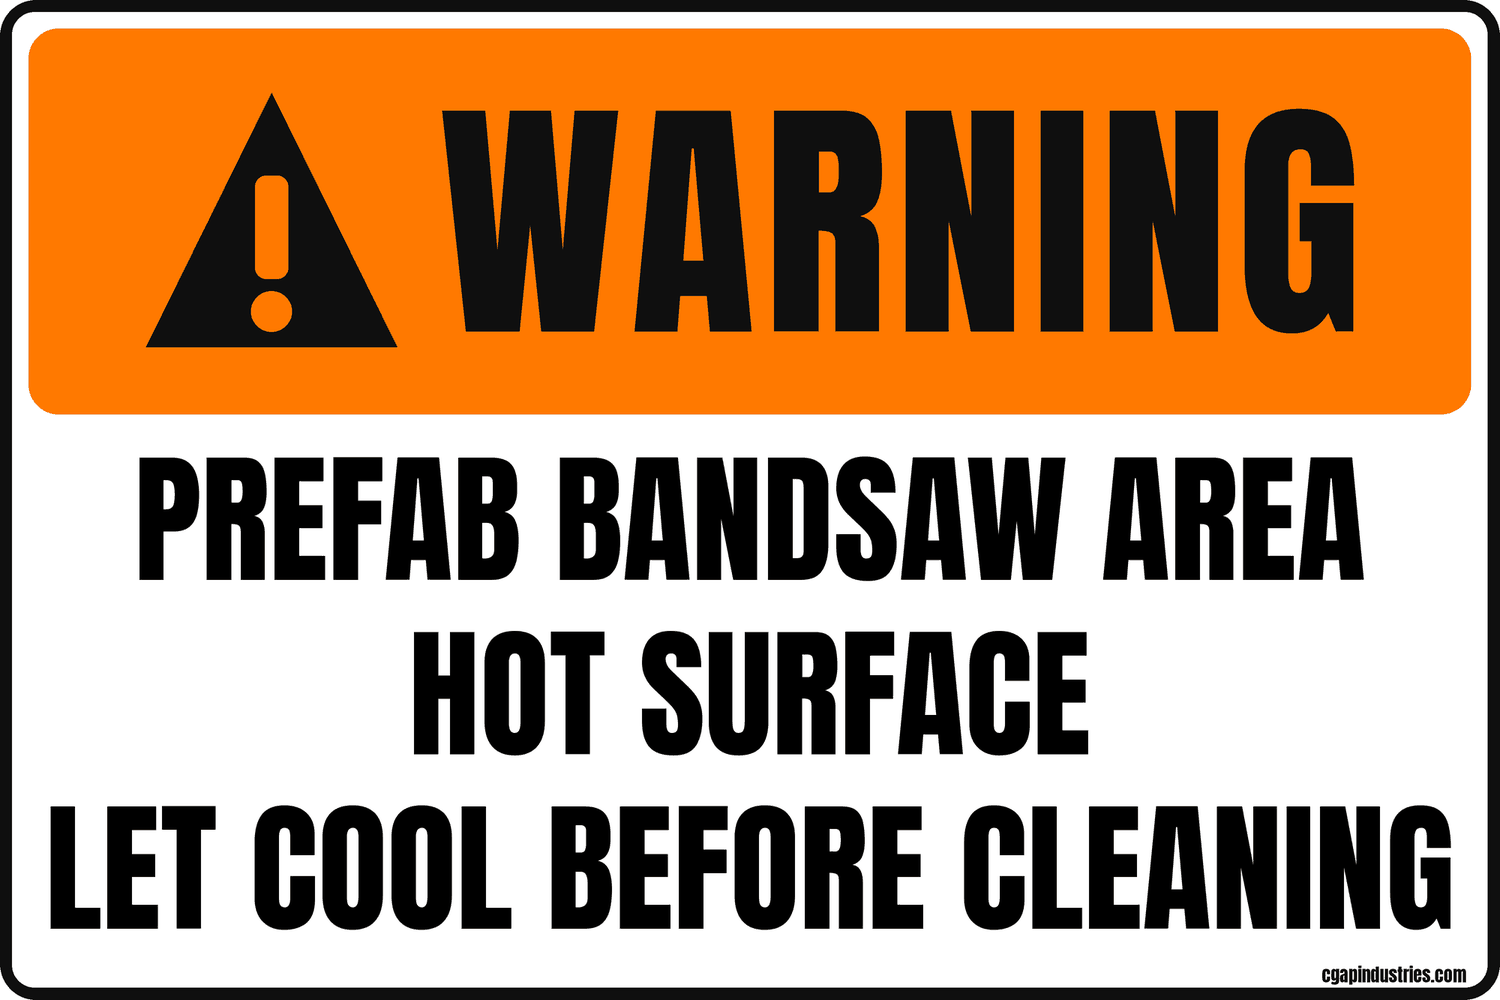 WARNING
PREFAB BANDSAW AREA
HOT SURFACE
LET COOL BEFORE CLEANING
cgapindustries.com